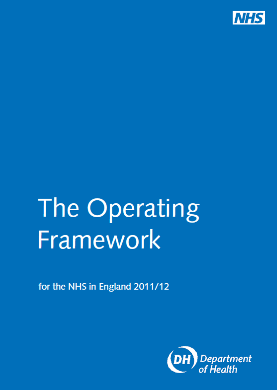 NHS
The Operating
Framework
for the NHS in England 2011/12
DH Department
of Health